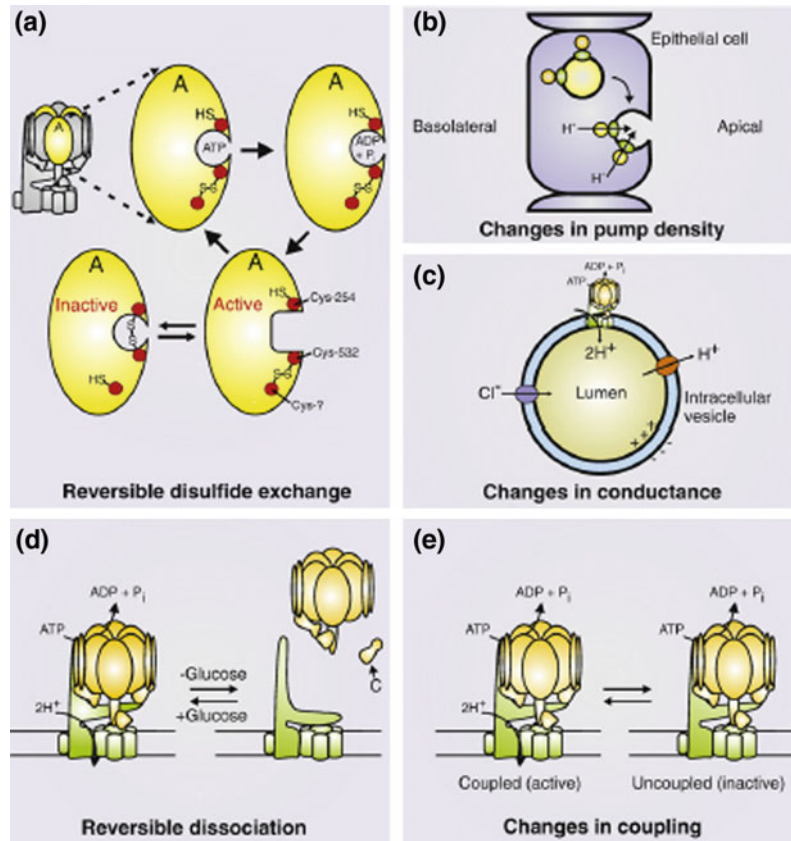 (a)
A
A
HS
ATP
S-S
A
HS
ADP
+ Pi
S-S
A
Inactive
S-S
HS
A
Active
HS
Cys-254
Cys-532
S-S
Cys-?
Reversible disulfide exchange
(b)
Epithelial cell
Basolateral
Apical
H+
H+
Changes in pump density
(c)
ADP + Pi
ATP
2H+
H+
Cl-
Lumen
Intracellular
vesicle
+ + +
- - -
Changes in conductance
(d)
ADP + Pi
ATP
2H+
-Glucose
+Glucose
C
Reversible dissociation
(e)
ADP + Pi
ATP
2H+
Coupled (active)
ADP + Pi
ATP
Uncoupled (inactive)
Changes in coupling